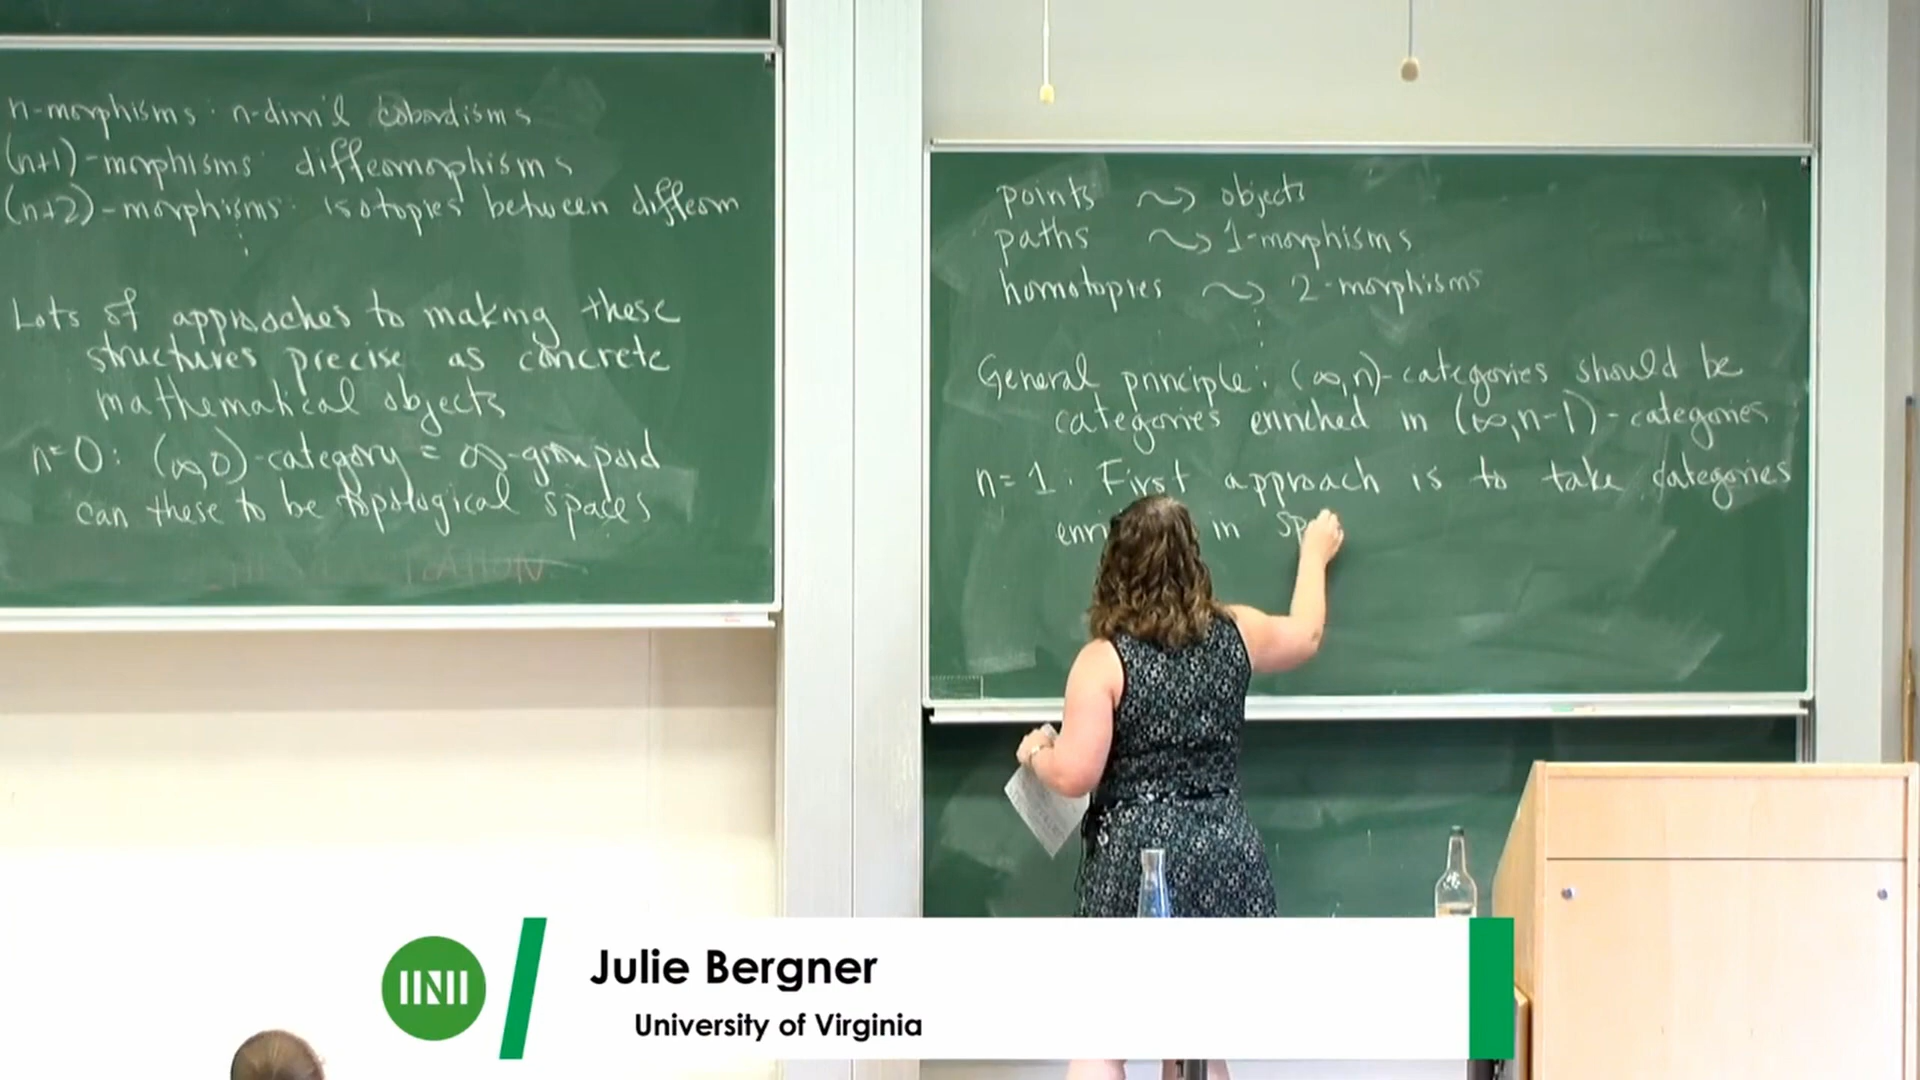 n-morphisms: n-dim'l cobordisms
(n+1)-morphisms: diffeomorphisms
(n+2)-morphisms: isotopies between diffeom
⋮
Lots of approaches to making these
structures precise as concrete
mathematical objects
n=0: (∞,0)-category = ∞-groupoid
can these to be topological spaces
points ⇝ objects
paths ⇝ 1-morphisms
homotopies ⇝ 2-morphisms
⋮
General principle: (∞,n)-categories should be
categories enriched in (∞,n-1)-categories
n=1: First approach is to take categories
in
Julie Bergner
University of Virginia